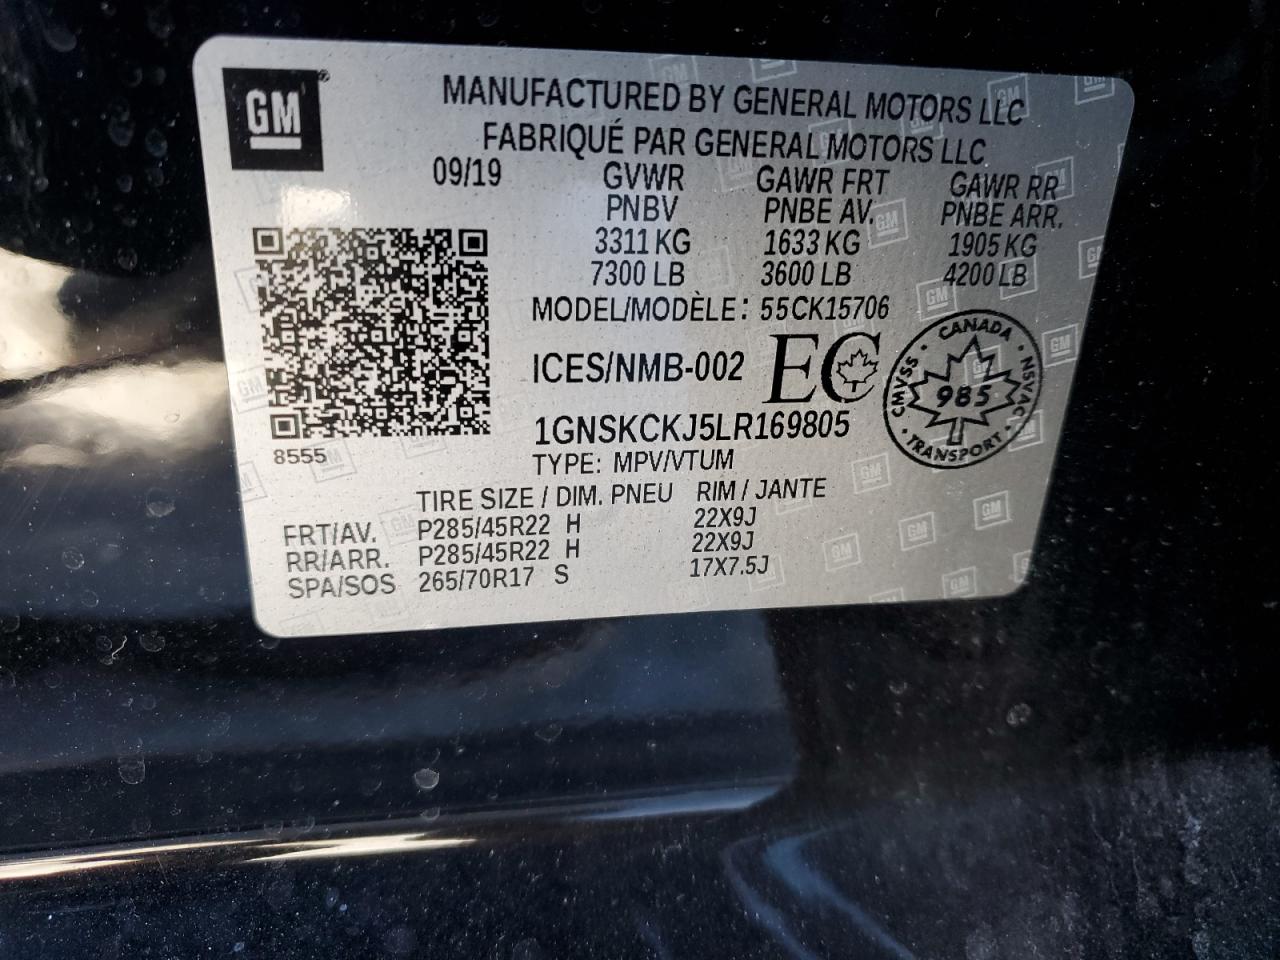 GM
MANUFACTURED BY GENERAL MOTORS LLC
FABRIQUÉ PAR GENERAL MOTORS LLC
09/19 GVWR GAWR FRT GAWR RR
PNBV PNBE AV. PNBE ARR.
3311 KG 1633 KG 1905 KG
7300 LB 3600 LB 4200 LB
MODEL/MODÈLE: 55CK15706
ICES/NMB-002 EC
CANADA
CMVSS 985 NSVAC
TRANSPORT
1GNSKCKJ5LR169805
8555
TYPE: MPV/VTUM
TIRE SIZE / DIM. PNEU RIM / JANTE
FRT/AV. P285/45R22 H 22X9J
RR/ARR. P285/45R22 H 22X9J
SPA/SOS 265/70R17 S 17X7.5J